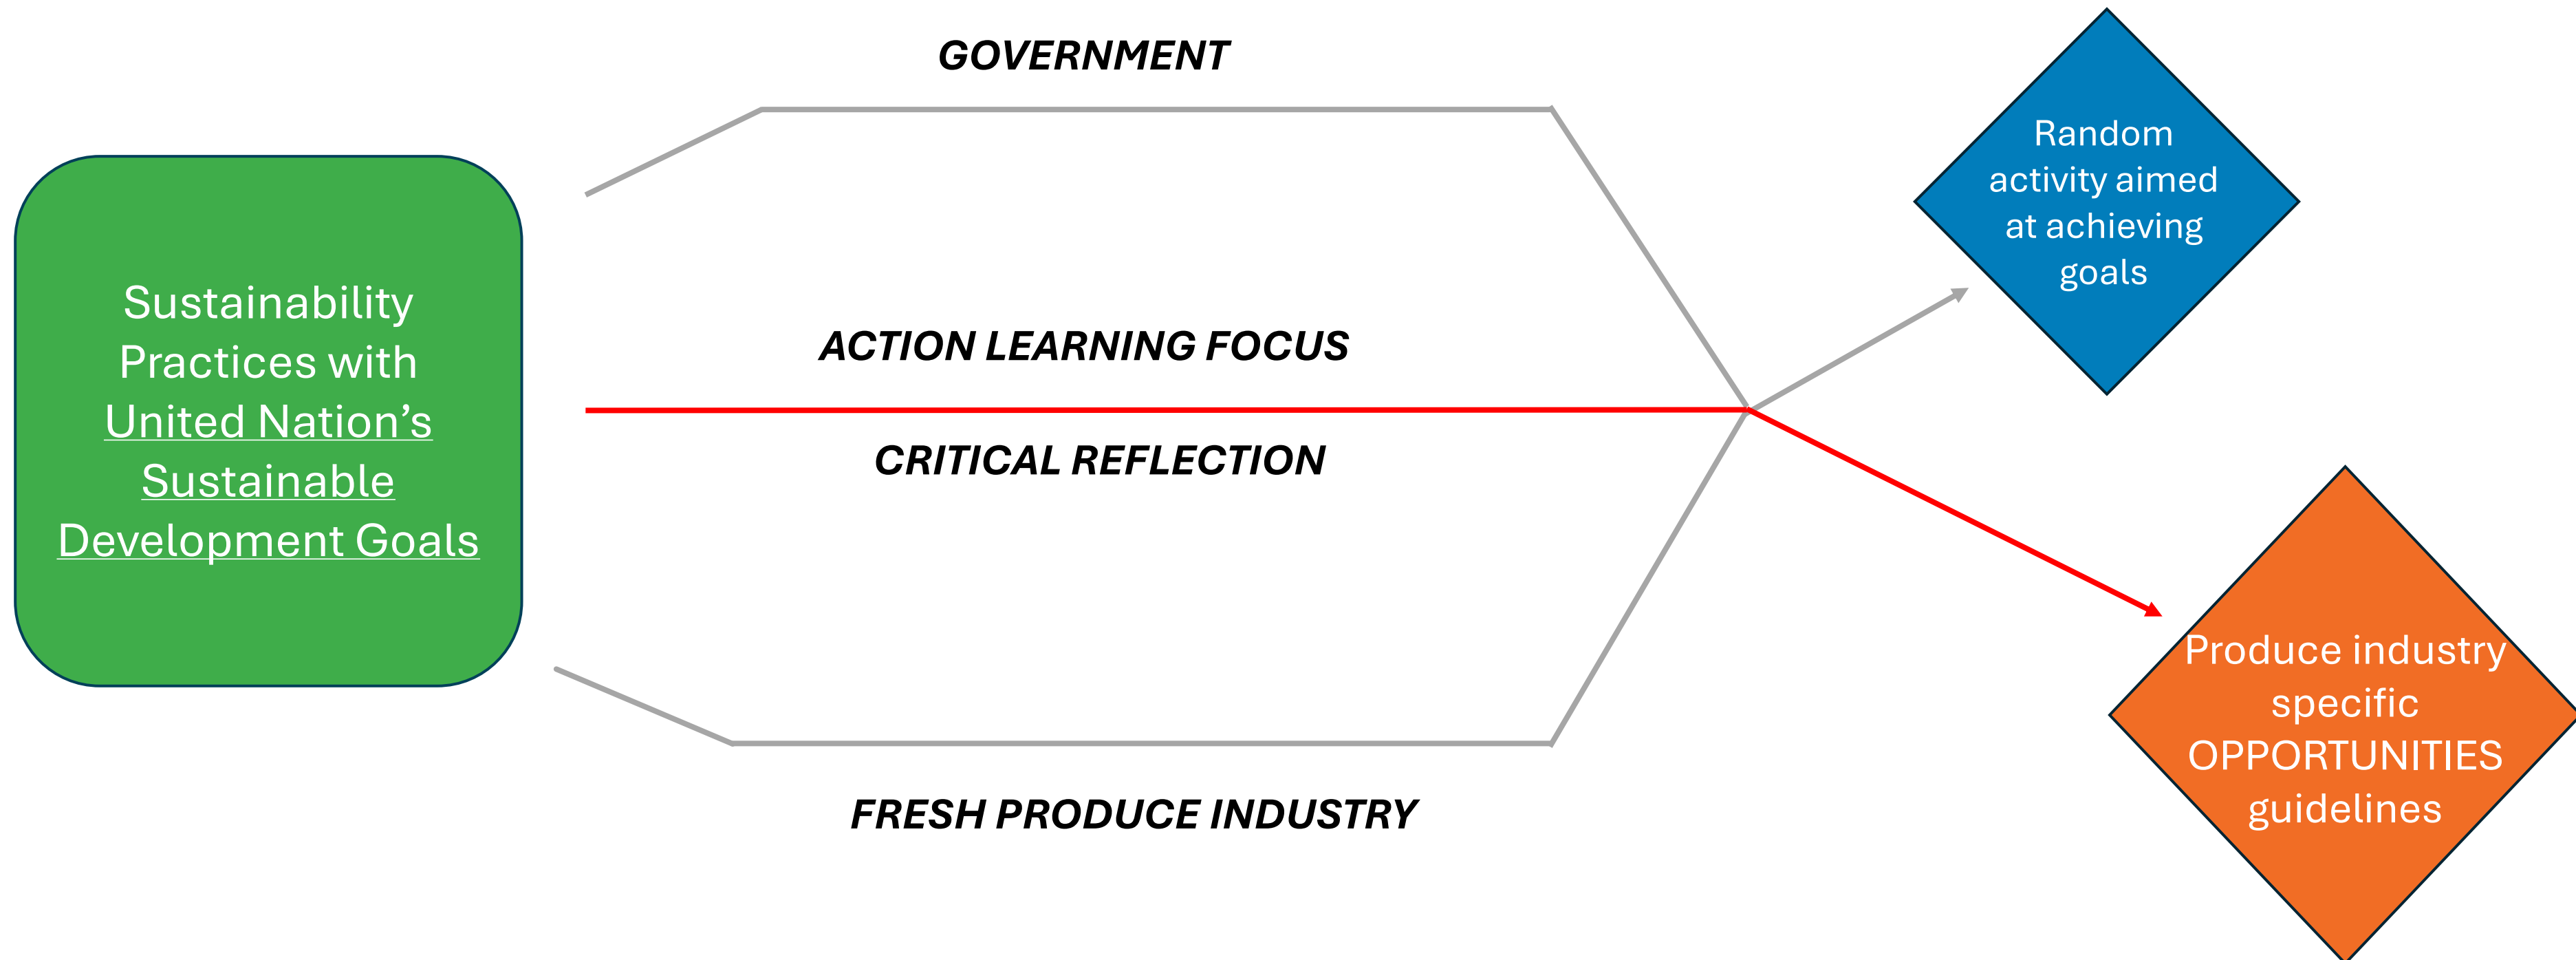 GOVERNMENT
Sustainability
Practices with
United Nation’s
Sustainable
Development Goals
ACTION LEARNING FOCUS
CRITICAL REFLECTION
FRESH PRODUCE INDUSTRY
Random
activity aimed
at achieving
goals
Produce industry
specific
OPPORTUNITIES
guidelines